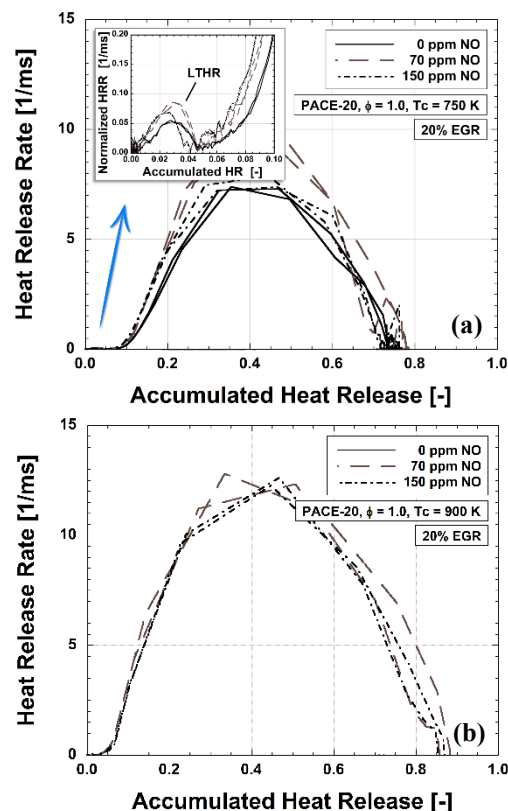 15
10
5
0
Heat Release Rate [1/ms]
0.20
0.15
0.10
0.05
0
Normalized HRR [1/ms]
LTHR
0.00
0.02
0.04
0.06
0.08
0.10
Accumulated HR [-]
0 ppm NO
70 ppm NO
150 ppm NO
PACE-20, ϕ = 1.0, Tc = 750 K
20% EGR
(a)
0.0
0.2
0.4
0.6
0.8
1.0
Accumulated Heat Release [-]
15
10
5
0
Heat Release Rate [1/ms]
0 ppm NO
70 ppm NO
150 ppm NO
PACE-20, ϕ = 1.0, Tc = 900 K
20% EGR
(b)
0.0
0.2
0.4
0.6
0.8
1.0
Accumulated Heat Release [-]